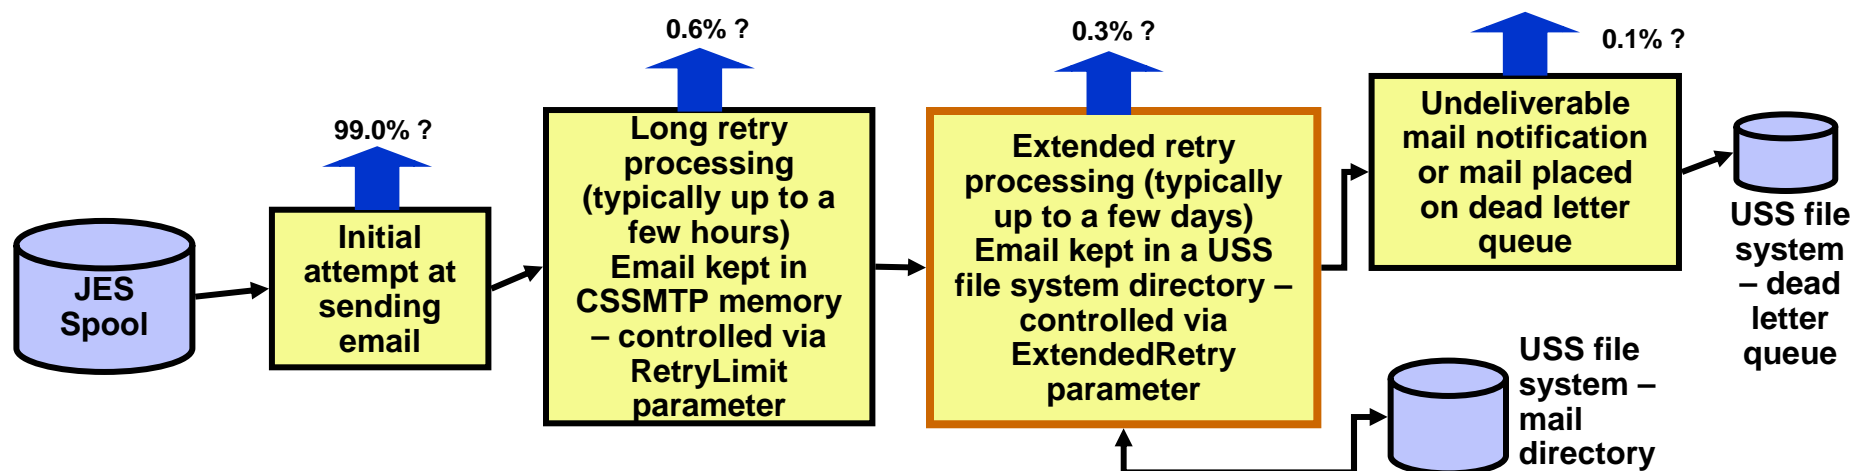 JES
Spool
99.0% ?
Initial
attempt at
sending
email
0.6% ?
Long retry
processing
(typically up to a
few hours)
Email kept in
CSSMTP memory
– controlled via
RetryLimit
parameter
0.3% ?
Extended retry
processing (typically
up to a few days)
Email kept in a USS
file system directory –
controlled via
ExtendedRetry
parameter
0.1% ?
Undeliverable
mail notification
or mail placed
on dead letter
queue
USS file
system
– dead
letter
queue
USS file
system –
mail
directory